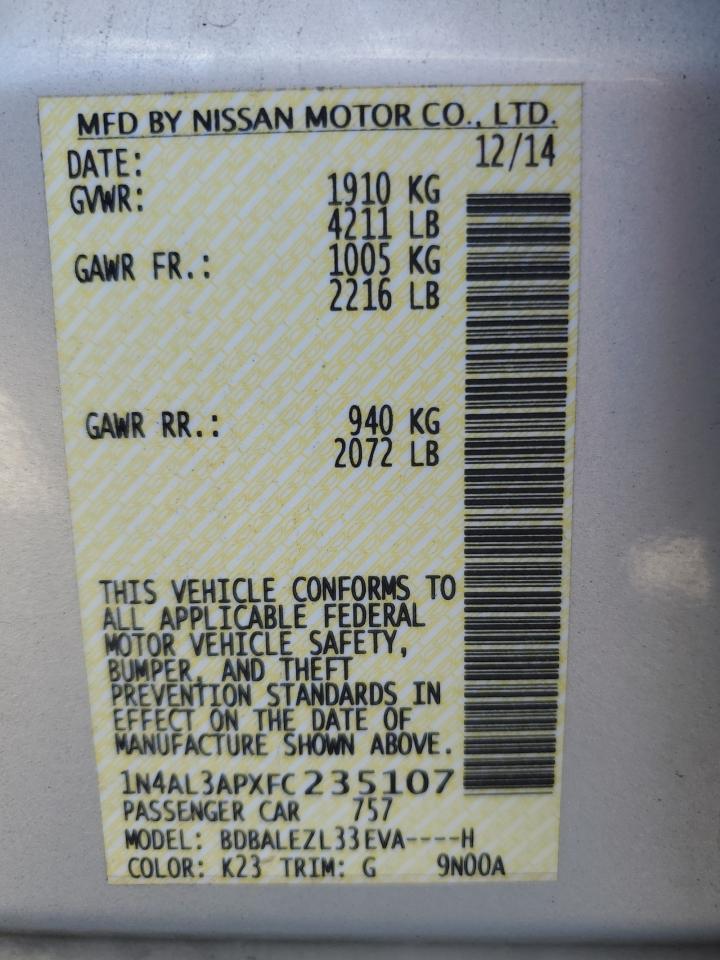 MFD BY NISSAN MOTOR CO., LTD.
DATE: 12/14
GVWR: 1910 KG
4211 LB
GAWR FR.: 1005 KG
2216 LB
GAWR RR.: 940 KG
2072 LB
THIS VEHICLE CONFORMS TO
ALL APPLICABLE FEDERAL
MOTOR VEHICLE SAFETY,
BUMPER, AND THEFT
PREVENTION STANDARDS IN
EFFECT ON THE DATE OF
MANUFACTURE SHOWN ABOVE.
1N4AL3APXFC235107
PASSENGER CAR 757
MODEL: BDBALEZL33EVA----H
COLOR: K23 TRIM: G 9N00A